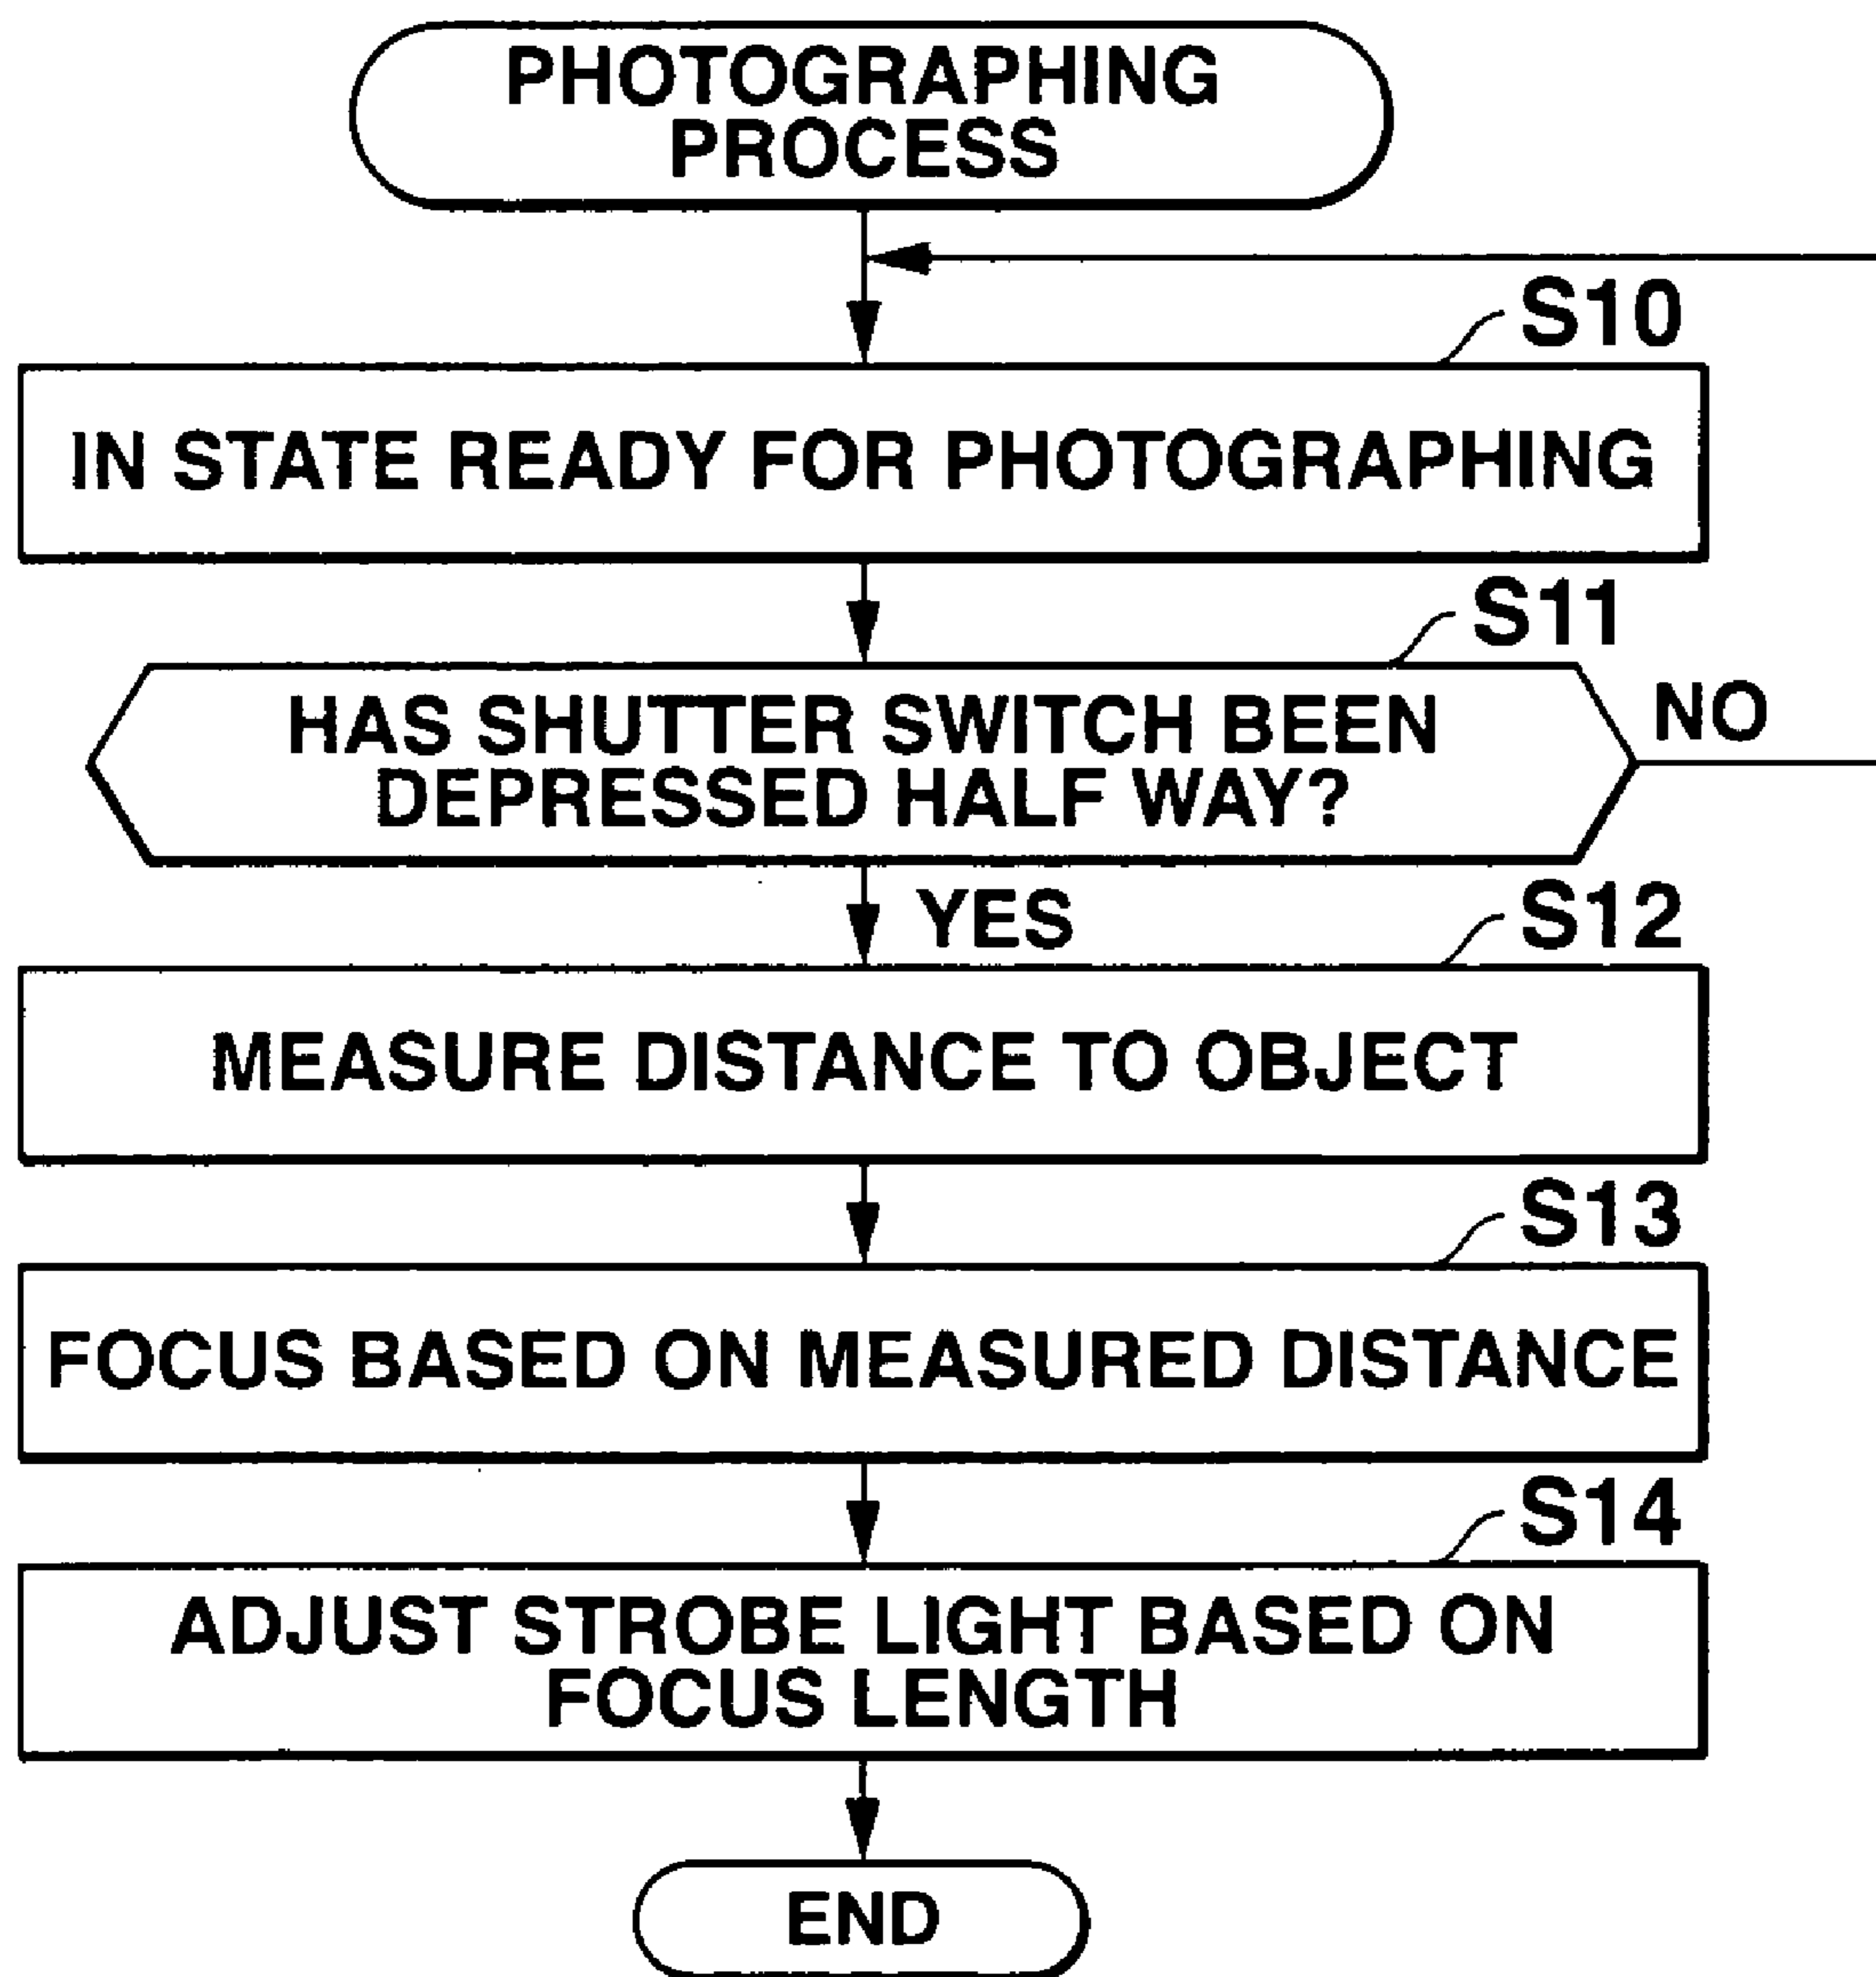 PHOTOGRAPHING
PROCESS
S10
IN STATE READY FOR PHOTOGRAPHING
S11
HAS SHUTTER SWITCH BEEN
DEPRESSED HALF WAY?
NO
YES
S12
MEASURE DISTANCE TO OBJECT
S13
FOCUS BASED ON MEASURED DISTANCE
S14
ADJUST STROBE LIGHT BASED ON
FOCUS LENGTH
END